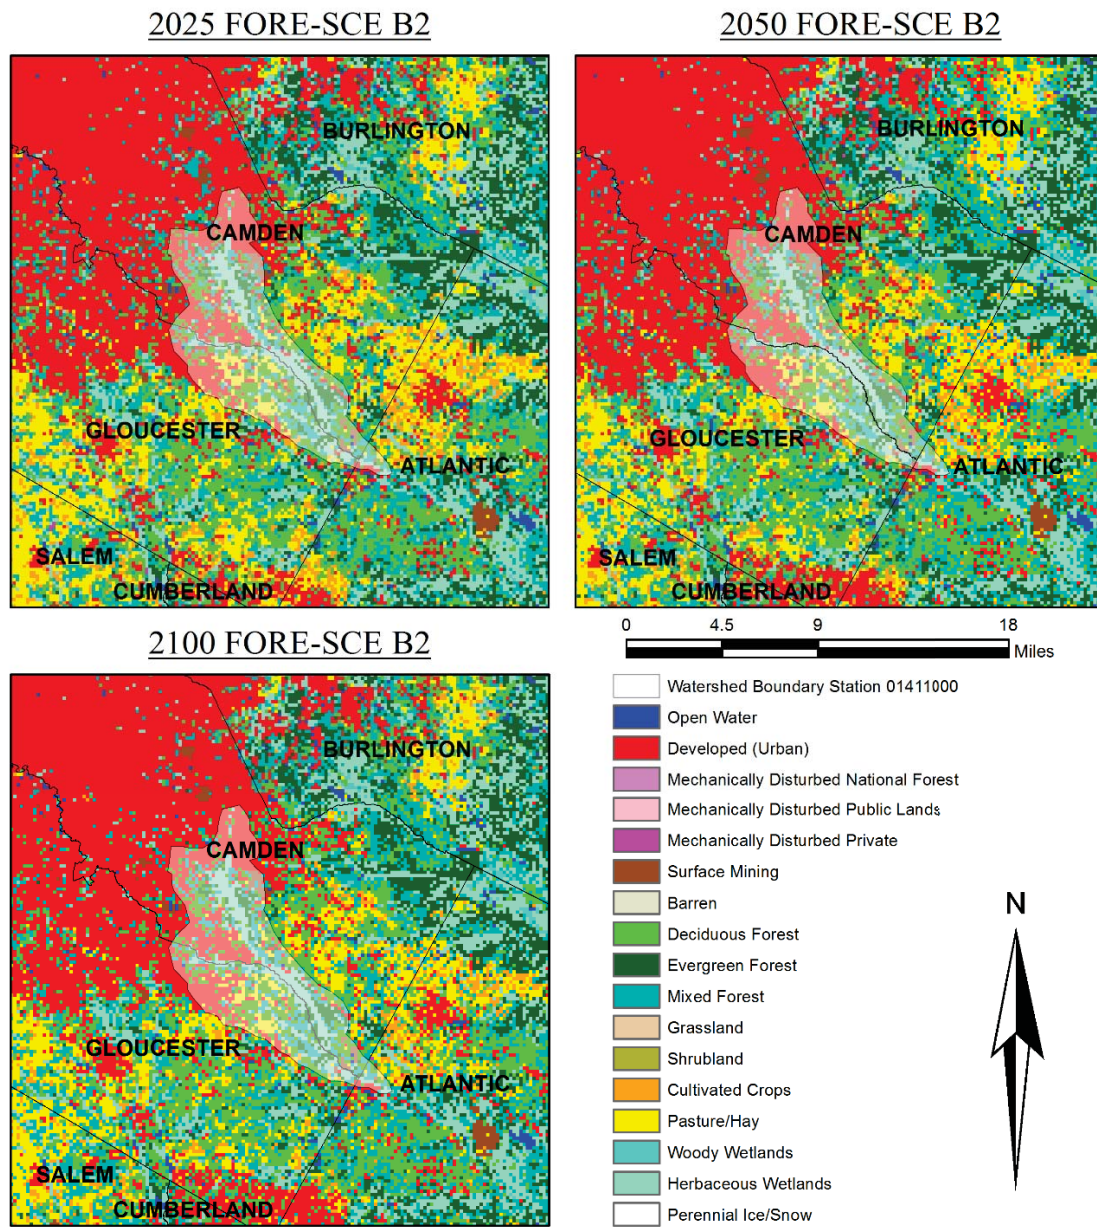 2025 FORE-SCE B2
2050 FORE-SCE B2
BURLINGTON
CAMDEN
GLOUCESTER
ATLANTIC
SALEM
CUMBERLAND
BURLINGTON
CAMDEN
GLOUCESTER
ATLANTIC
SALEM
CUMBERLAND
2100 FORE-SCE B2
BURLINGTON
CAMDEN
GLOUCESTER
ATLANTIC
SALEM
CUMBERLAND
0 4.5 9 18
Miles
Watershed Boundary Station 01411000
Open Water
Developed (Urban)
Mechanically Disturbed National Forest
Mechanically Disturbed Public Lands
Mechanically Disturbed Private
Surface Mining
Barren
Deciduous Forest
Evergreen Forest
Mixed Forest
Grassland
Shrubland
Cultivated Crops
Pasture/Hay
Woody Wetlands
Herbaceous Wetlands
Perennial Ice/Snow
N